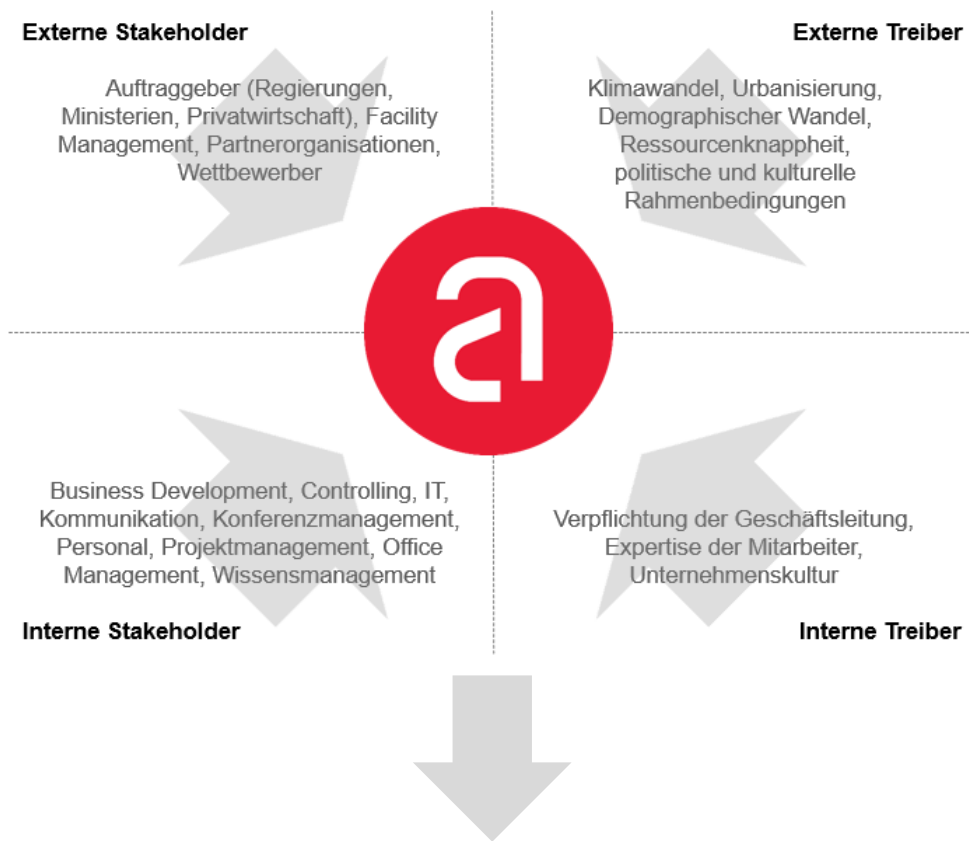 Externe Stakeholder
Auftraggeber (Regierungen,
Ministerien, Privatwirtschaft), Facility
Management, Partnerorganisationen,
Wettbewerber
Externe Treiber
Klimawandel, Urbanisierung,
Demographischer Wandel,
Ressourcenknappheit,
politische und kulturelle
Rahmenbedingungen
a
Business Development, Controlling, IT,
Kommunikation, Konferenzmanagement,
Personal, Projektmanagement, Office
Management, Wissensmanagement
Interne Stakeholder
Verpflichtung der Geschäftsleitung,
Expertise der Mitarbeiter,
Unternehmenskultur
Interne Treiber